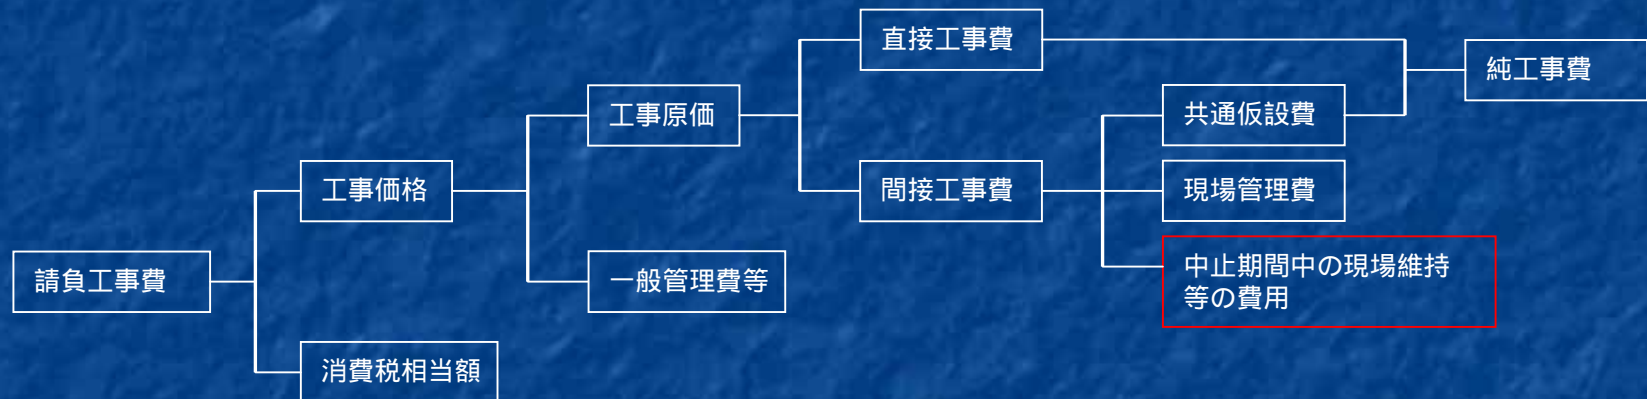 直接工事費
純工事費
工事原価
共通仮設費
工事価格
間接工事費
現場管理費
請負工事費
一般管理費等
中止期間中の現場維持
等の費用
消費税相当額